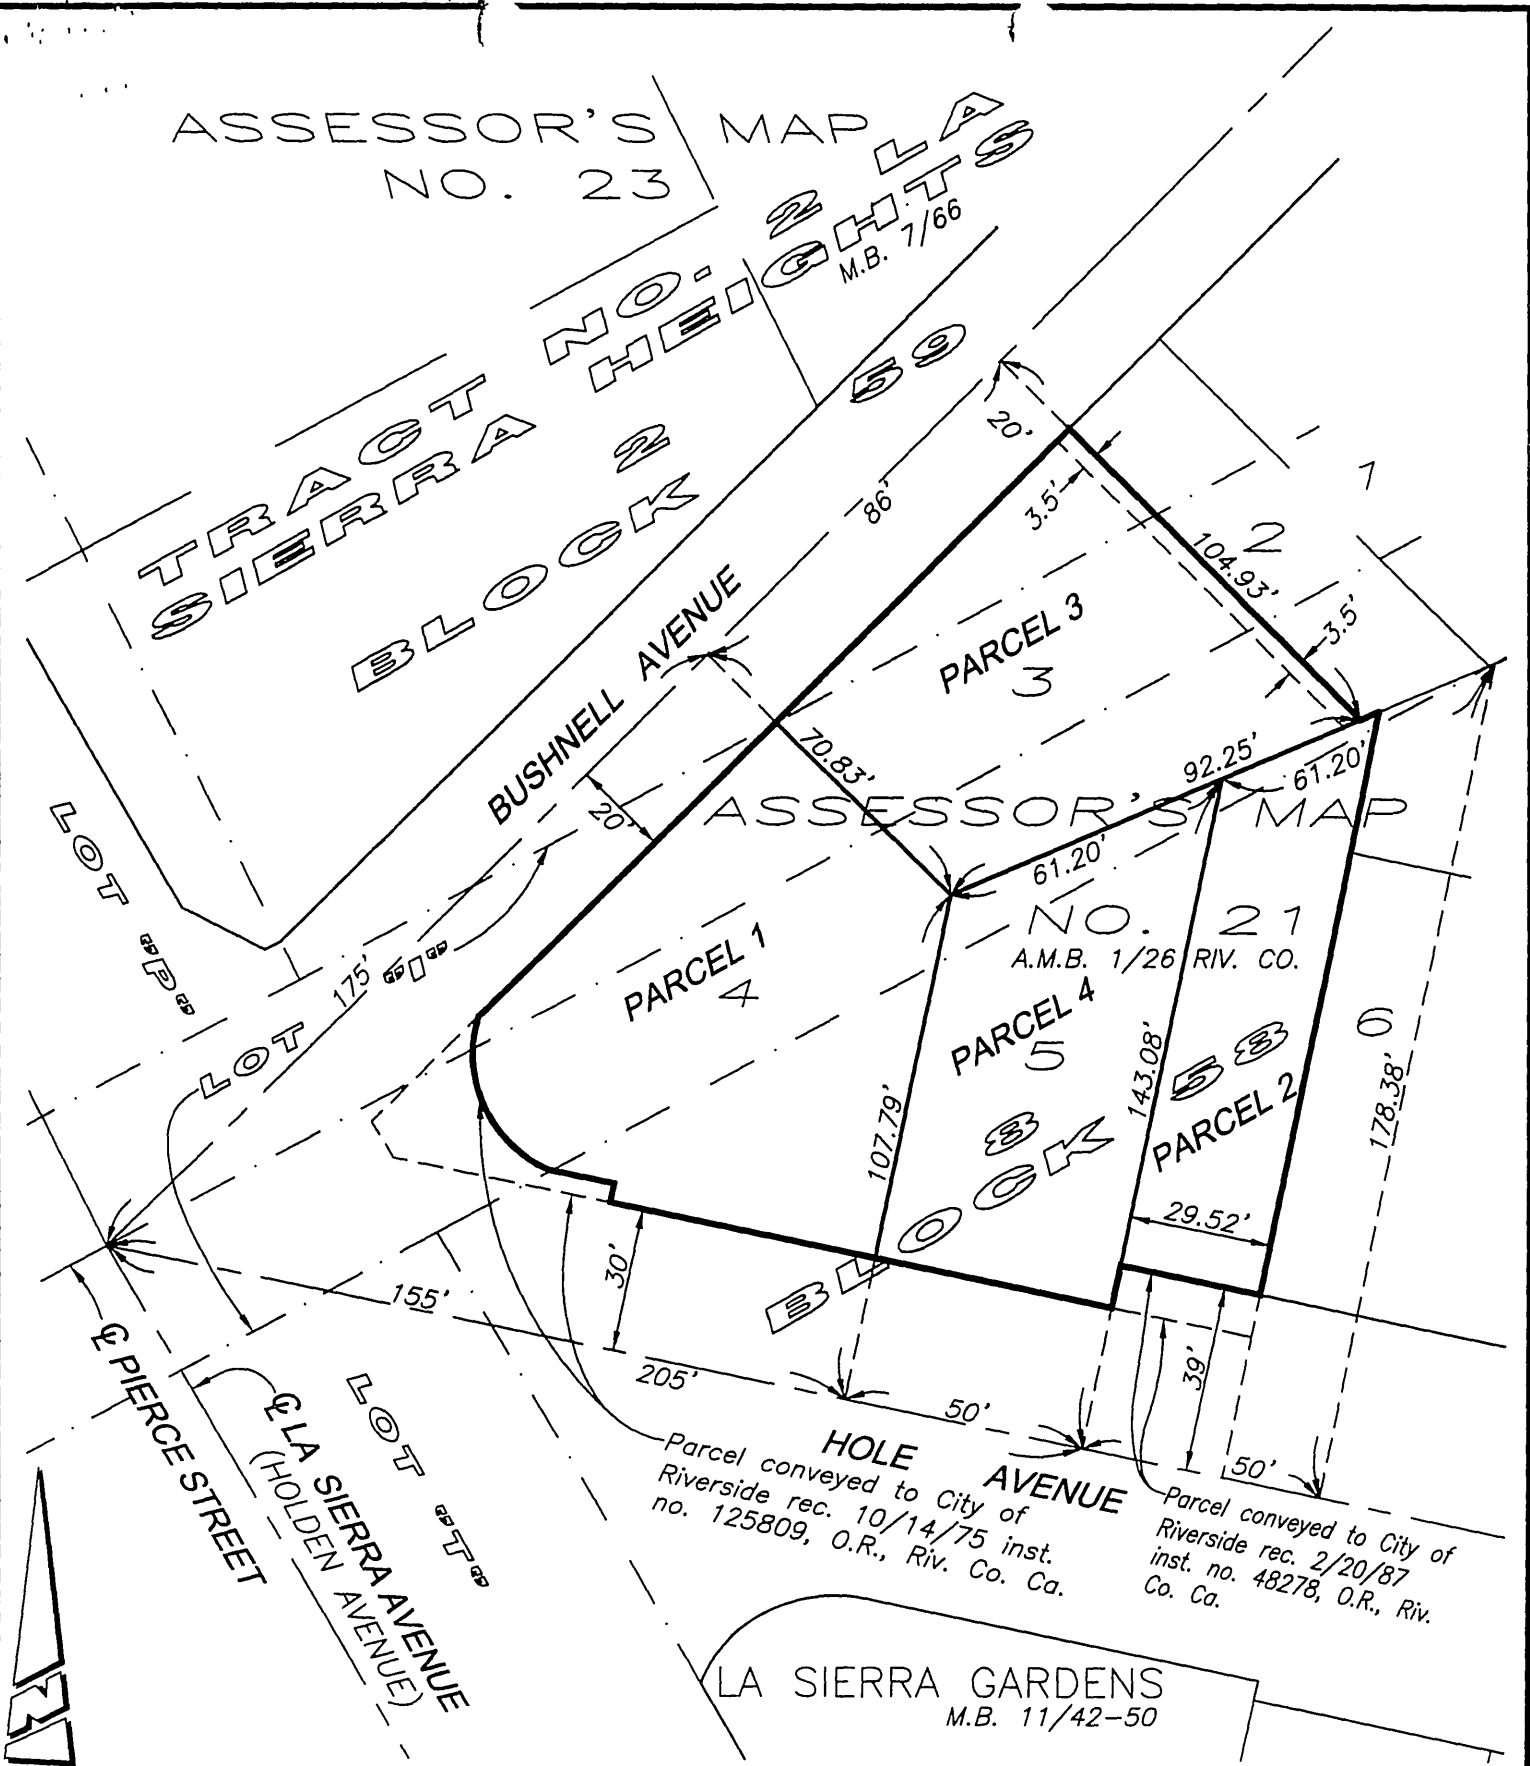 ASSESSOR'S MAP
NO. 23
TRACT NO. 2 LA
SIERRA HEIGHTS
M.B. 7/66
BLOCK 2
59
86'
20'
3.5'
104.93'
3.5'
1
2
PARCEL 3
3
BUSHNELL AVENUE
20'
70.83'
92.25'
61.20'
61.20'
ASSESSOR'S MAP
NO. 21
A.M.B. 1/26 RIV. CO.
LOT "P"
LOT "I"
175'
PARCEL 1
4
PARCEL 4
5
107.79'
143.08'
PARCEL 2
6
178.38'
BLOCK 58
8
29.52'
30'
39'
155'
205'
50'
50'
HOLE AVENUE
℄ PIERCE STREET
℄ LA SIERRA AVENUE
(HOLDEN AVENUE)
LOT "T"
Parcel conveyed to City of
Riverside rec. 10/14/75 inst.
no. 125809, O.R., Riv. Co. Ca.
Parcel conveyed to City of
Riverside rec. 2/20/87
inst. no. 48278, O.R., Riv.
Co. Ca.
LA SIERRA GARDENS
M.B. 11/42-50
N